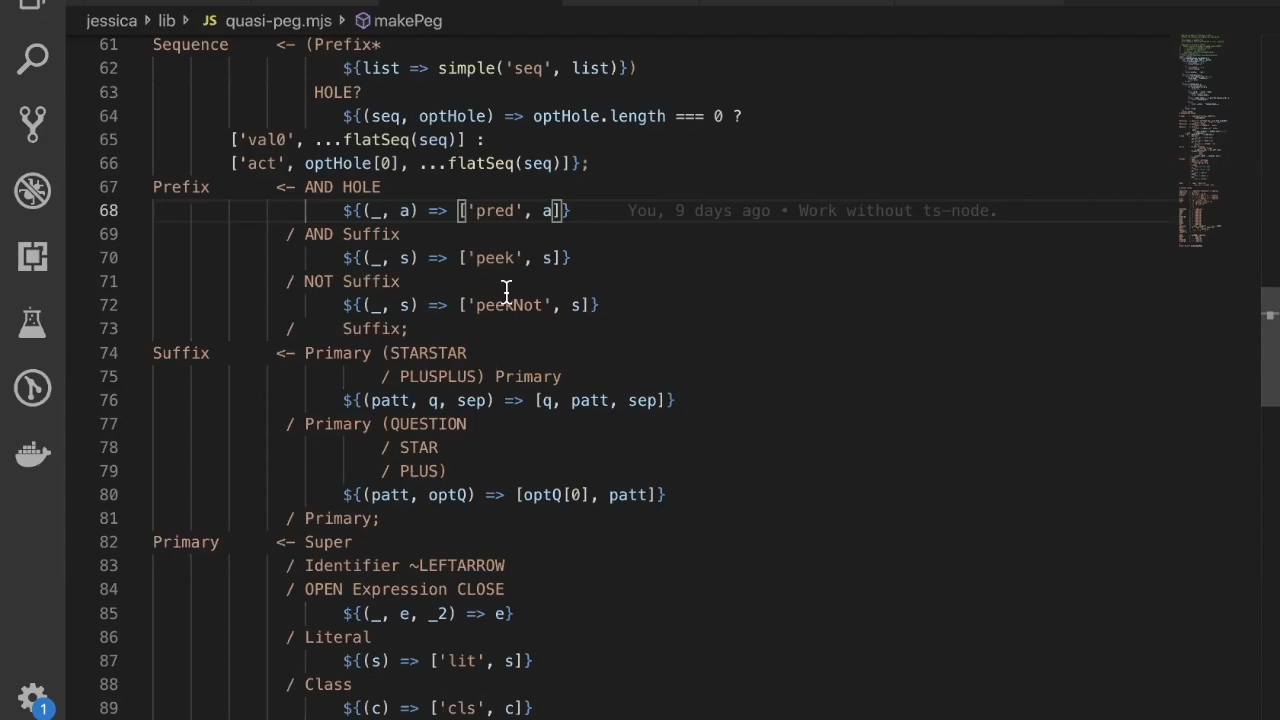 jessica lib JS quasi-peg.mjs makePeg
61 Sequence <- (Prefix*
62 ${list => simple('seq', list)})
63 HOLE?
64 ${(seq, optHole) => optHole.length === 0 ?
65 ['val0', ...flatSeq(seq)] :
66 ['act', optHole[0], ...flatSeq(seq)]};
67 Prefix <- AND HOLE
68 ${(_, a) => ['pred', a]} You, 9 days ago • Work without ts-node.
69 / AND Suffix
70 ${(_, s) => ['peek', s]}
71 / NOT Suffix
72 ${(_, s) => ['peekNot', s]}
73 / Suffix;
74 Suffix <- Primary (STARSTAR
75 / PLUSPLUS) Primary
76 ${(patt, q, sep) => [q, patt, sep]}
77 / Primary (QUESTION
78 / STAR
79 / PLUS)
80 ${(patt, optQ) => [optQ[0], patt]}
81 / Primary;
82 Primary <- Super
83 / Identifier ~LEFTARROW
84 / OPEN Expression CLOSE
85 ${(_, e, _2) => e}
86 / Literal
87 ${(s) => ['lit', s]}
88 / Class
89 ${(c) => ['cls', c]}
1